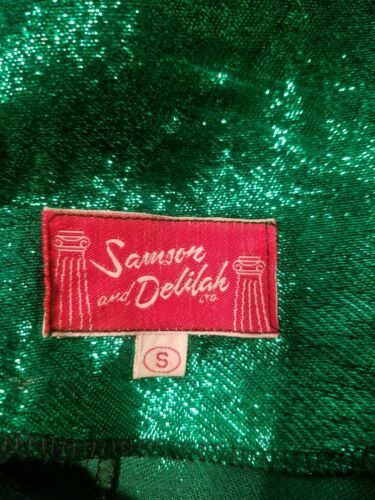 Samson
and Delilah
LTD.
S